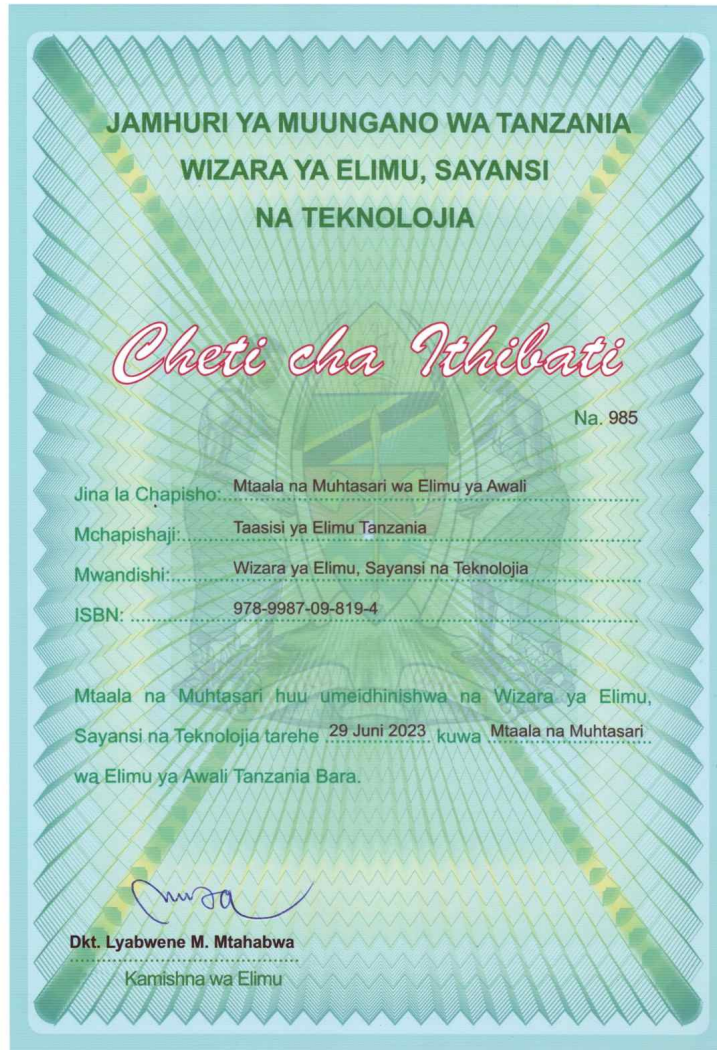 JAMHURI YA MUUNGANO WA TANZANIA
WIZARA YA ELIMU, SAYANSI
NA TEKNOLOJIA
Cheti cha Ithibati
Na. 985
Jina la Chapisho: Mtaala na Muhtasari wa Elimu ya Awali
Mchapishaji: Taasisi ya Elimu Tanzania
Mwandishi: Wizara ya Elimu, Sayansi na Teknolojia
ISBN: 978-9987-09-819-4
Mtaala na Muhtasari huu umeidhinishwa na Wizara ya Elimu,
Sayansi na Teknolojia tarehe 29 Juni 2023 kuwa Mtaala na Muhtasari
wa Elimu ya Awali Tanzania Bara.
Dkt. Lyabwene M. Mtahabwa
Kamishna wa Elimu